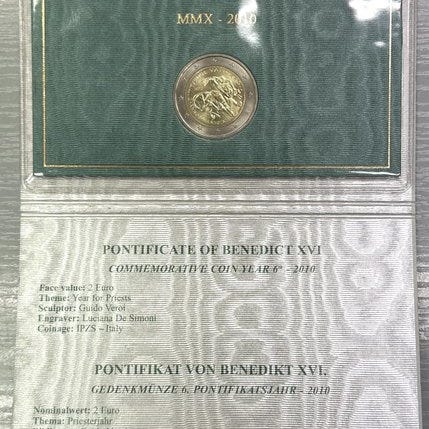 MMX - 2010
PONTIFICATE OF BENEDICT XVI
COMMEMORATIVE COIN YEAR 6° - 2010
Face value: 2 Euro
Theme: Year for Priests
Sculptor: Guido Veroi
Engraver: Luciana De Simoni
Coinage: IPZS – Italy
PONTIFIKAT VON BENEDIKT XVI.
GEDENKMÜNZE 6. PONTIFIKATSJAHR – 2010
Nominalwert: 2 Euro
Thema: Priesterjahr